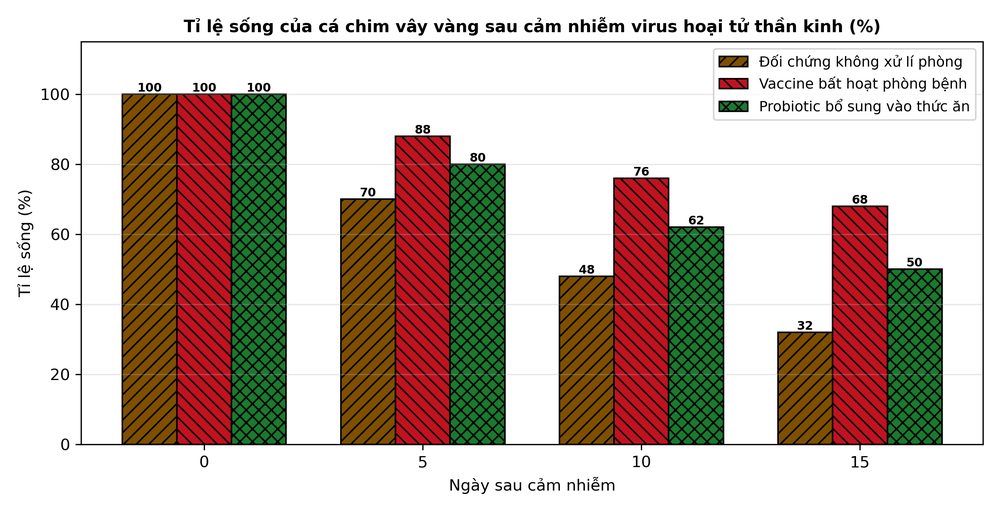 Tỉ lệ sống của cá chim vây vàng sau cảm nhiễm virus hoại tử thần kinh (%)
Đối chứng không xử lí phòng
Vaccine bất hoạt phòng bệnh
Probiotic bổ sung vào thức ăn
Tỉ lệ sống (%)
100
80
60
40
20
0
100 100 100
70 88 80
48 76 62
32 68 50
0 5 10 15
Ngày sau cảm nhiễm